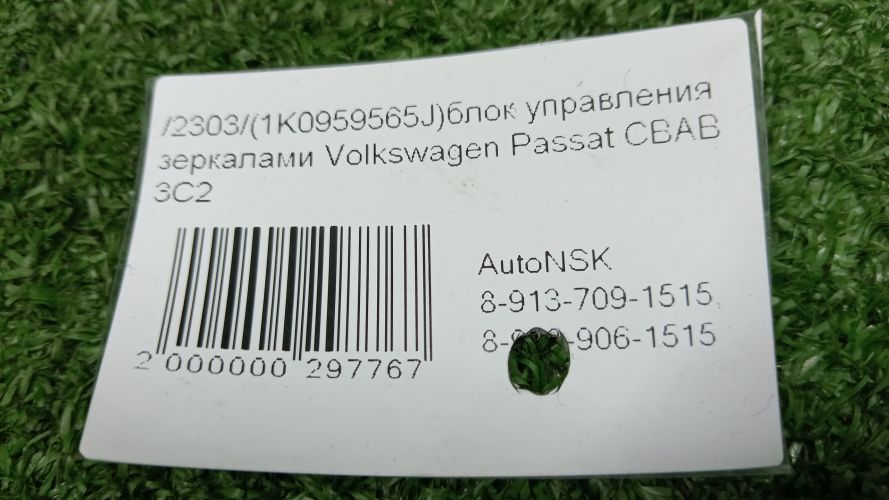 /2303/(1K0959565J)блок управления
зеркалами Volkswagen Passat CBAB
3C2
AutoNSK
8-913-709-1515
-906-1515
2 000000 297767